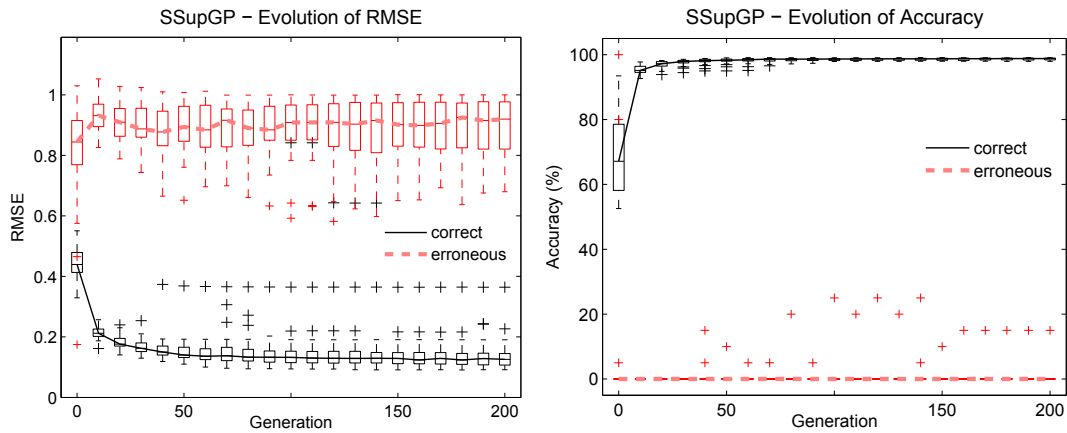 SSupGP − Evolution of RMSE
1
0.8
0.6
0.4
0.2
0
RMSE
correct
erroneous
0
50
100
150
200
Generation
SSupGP − Evolution of Accuracy
100
80
60
40
20
0
Accuracy (%)
correct
erroneous
0
50
100
150
200
Generation